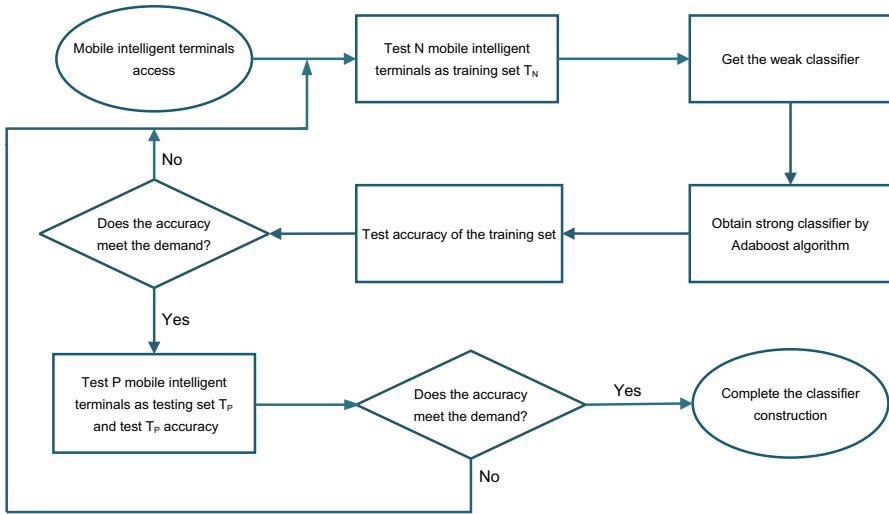 Mobile intelligent terminals
access
Test N mobile intelligent
terminals as training set T_N
Get the weak classifier
No
Does the accuracy
meet the demand?
Test accuracy of the training set
Obtain strong classifier by
Adaboost algorithm
Yes
Test P mobile intelligent
terminals as testing set T_P
and test T_P accuracy
Does the accuracy
meet the demand?
Yes
Complete the classifier
construction
No